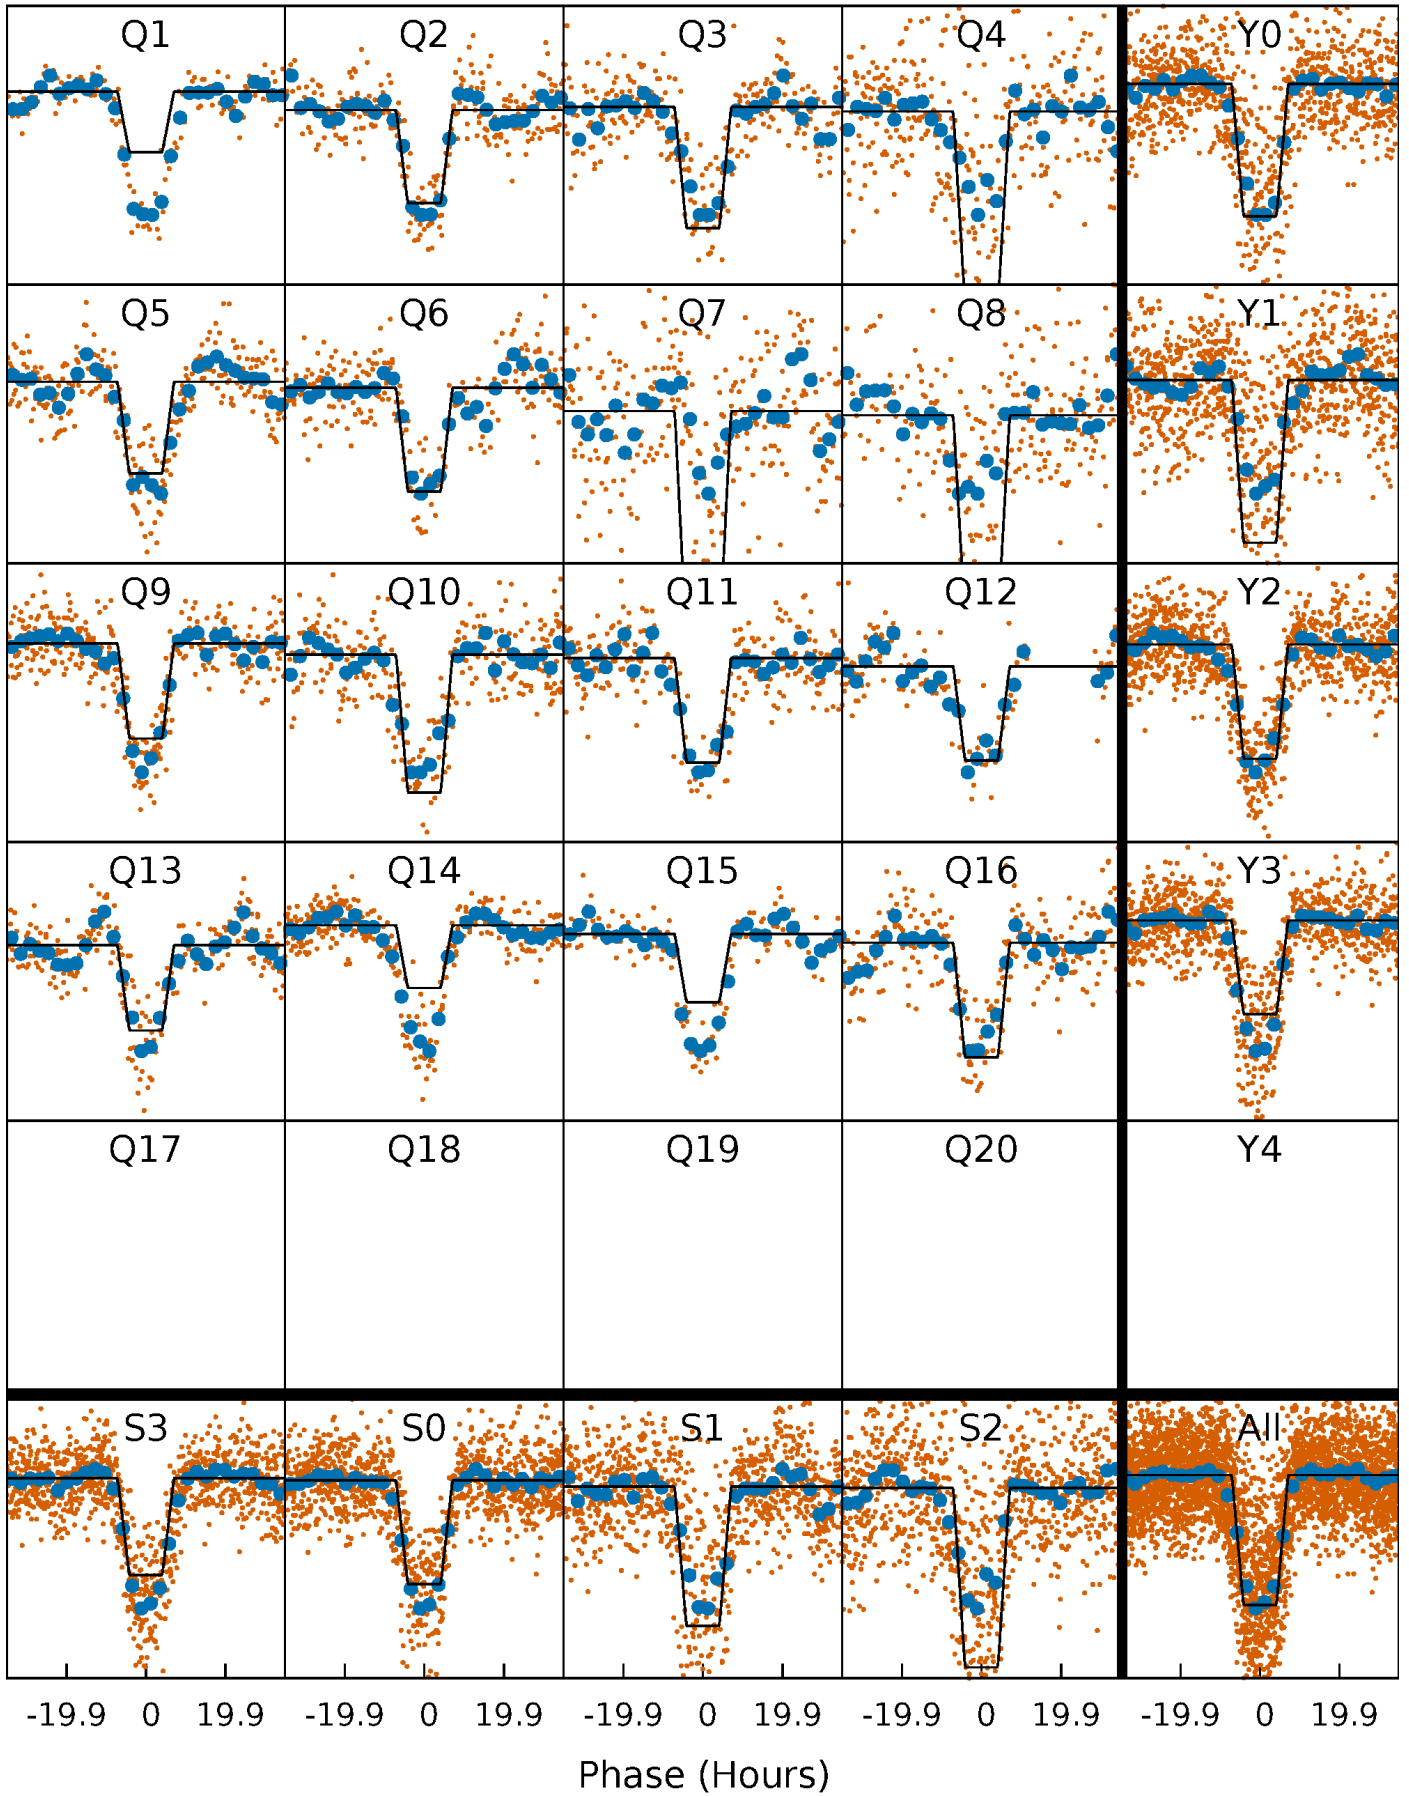 Q1 Q2 Q3 Q4 Y0
Q5 Q6 Q7 Q8 Y1
Q9 Q10 Q11 Q12 Y2
Q13 Q14 Q15 Q16 Y3
Q17 Q18 Q19 Q20 Y4
S3 S0 S1 S2 All
-19.9 0 19.9 -19.9 0 19.9 -19.9 0 19.9 -19.9 0 19.9 -19.9 0 19.9
Phase (Hours)